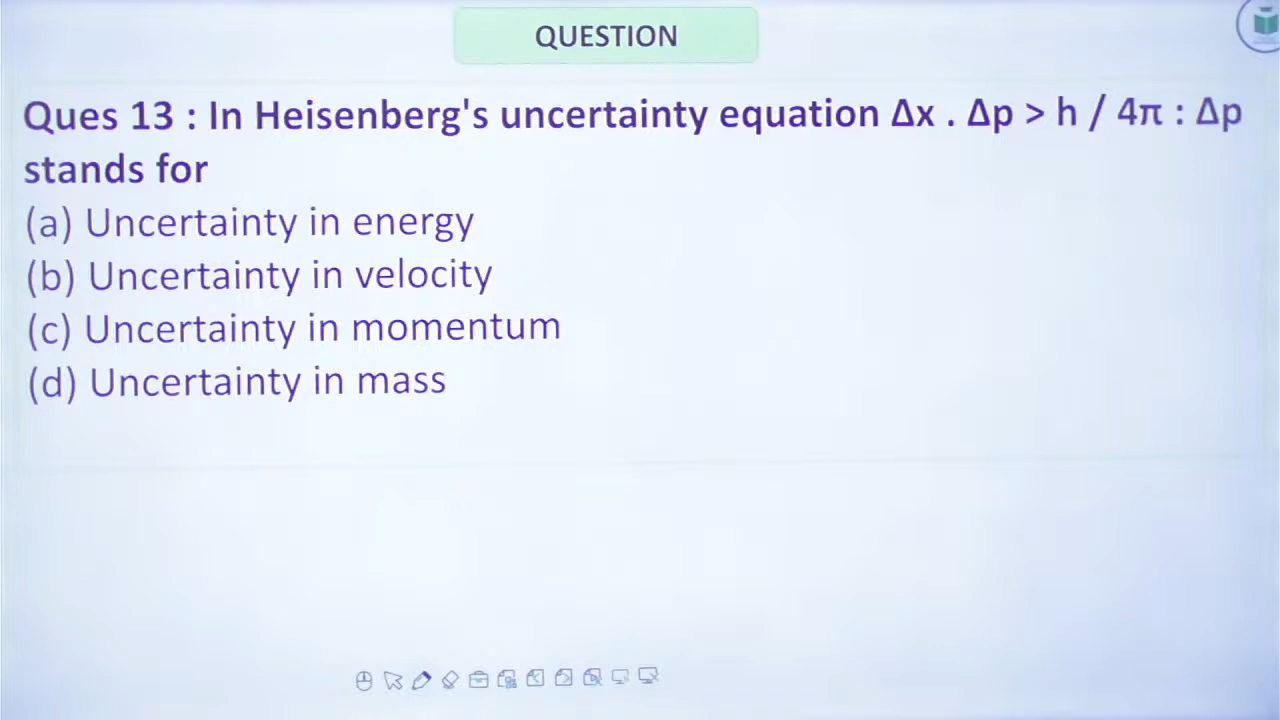 QUESTION
Ques 13 : In Heisenberg's uncertainty equation Δx . Δp > h / 4π : Δp
stands for
(a) Uncertainty in energy
(b) Uncertainty in velocity
(c) Uncertainty in momentum
(d) Uncertainty in mass